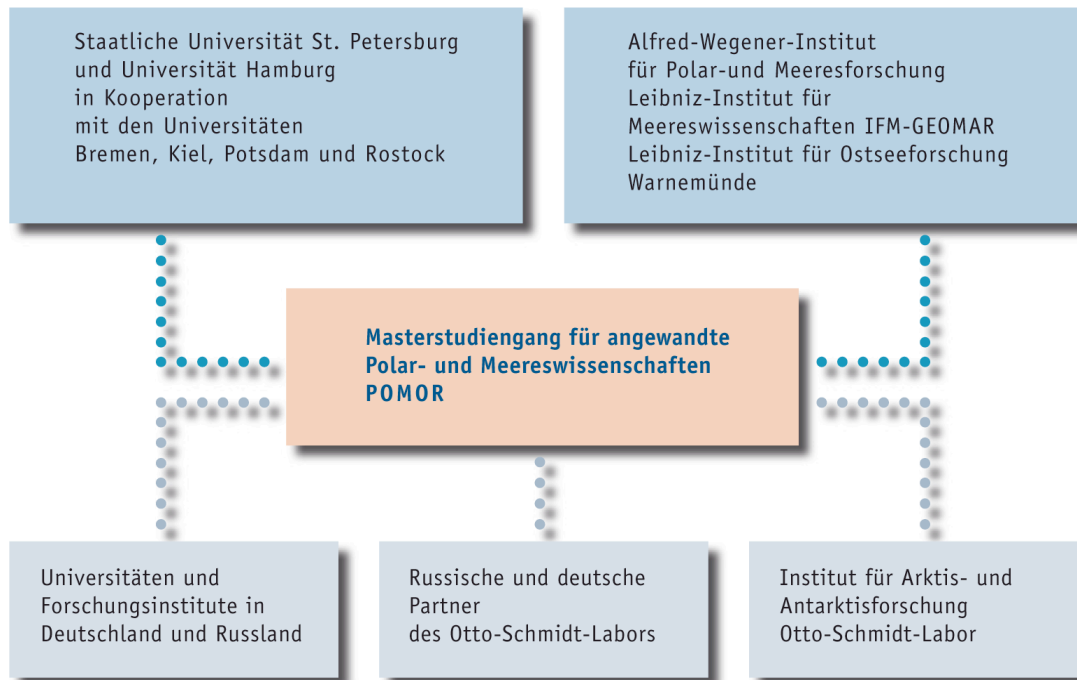 Staatliche Universität St. Petersburg
und Universität Hamburg
in Kooperation
mit den Universitäten
Bremen, Kiel, Potsdam und Rostock
Alfred-Wegener-Institut
für Polar-und Meeresforschung
Leibniz-Institut für
Meereswissenschaften IFM-GEOMAR
Leibniz-Institut für Ostseeforschung
Warnemünde
Masterstudiengang für angewandte
Polar- und Meereswissenschaften
POMOR
Universitäten und
Forschungsinstitute in
Deutschland und Russland
Russische und deutsche
Partner
des Otto-Schmidt-Labors
Institut für Arktis- und
Antarktisforschung
Otto-Schmidt-Labor